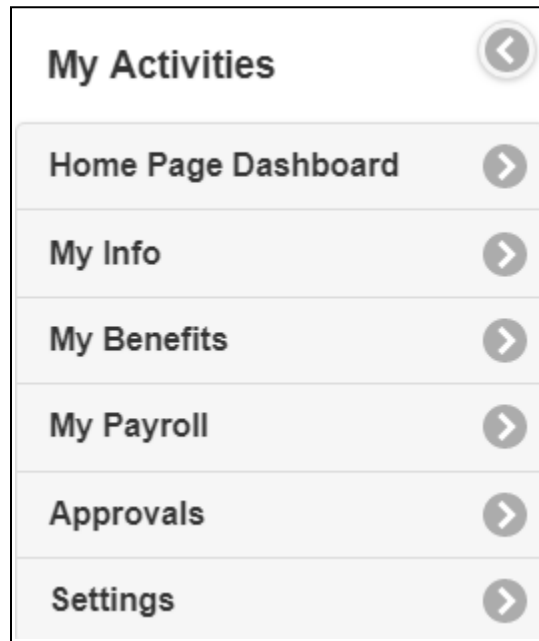 My Activities
Home Page Dashboard
My Info
My Benefits
My Payroll
Approvals
Settings